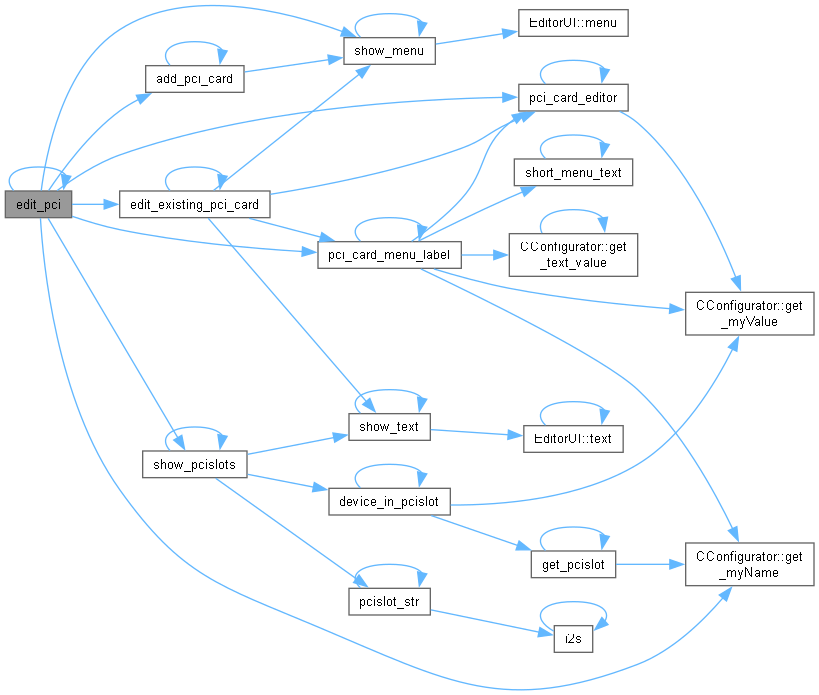 EditorUI::menu
show_menu
add_pci_card
pci_card_editor
short_menu_text
edit_pci
edit_existing_pci_card
pci_card_menu_label
CConfigurator::get
_text_value
CConfigurator::get
_myValue
show_text
EditorUI::text
show_pcislots
device_in_pcislot
get_pcislot
CConfigurator::get
_myName
pcislot_str
i2s